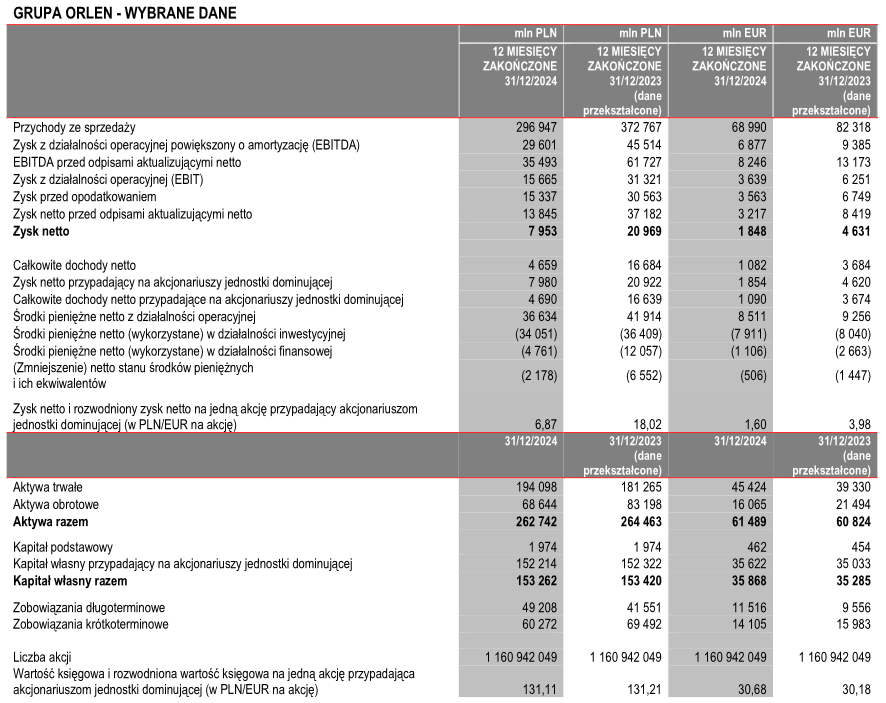 GRUPA ORLEN - WYBRANE DANE
mln PLN mln PLN mln EUR mln EUR
12 MIESIĘCY 12 MIESIĘCY 12 MIESIĘCY 12 MIESIĘCY
ZAKOŃCZONE ZAKOŃCZONE ZAKOŃCZONE ZAKOŃCZONE
31/12/2024 31/12/2023 31/12/2024 31/12/2023
(dane (dane
przekształcone) przekształcone)
Przychody ze sprzedaży 296 947 372 767 68 990 82 318
Zysk z działalności operacyjnej powiększony o amortyzację (EBITDA) 29 601 45 514 6 877 9 385
EBITDA przed odpisami aktualizującymi netto 35 493 61 727 8 246 13 173
Zysk z działalności operacyjnej (EBIT) 15 665 31 321 3 639 6 251
Zysk przed opodatkowaniem 15 337 30 563 3 563 6 749
Zysk netto przed odpisami aktualizującymi netto 13 845 37 182 3 217 8 419
Zysk netto 7 953 20 969 1 848 4 631
Całkowite dochody netto 4 659 16 684 1 082 3 684
Zysk netto przypadający na akcjonariuszy jednostki dominującej 7 980 20 922 1 854 4 620
Całkowite dochody netto przypadające na akcjonariuszy jednostki dominującej 4 690 16 639 1 090 3 674
Środki pieniężne netto z działalności operacyjnej 36 634 41 914 8 511 9 256
Środki pieniężne netto (wykorzystane) w działalności inwestycyjnej (34 051) (36 409) (7 911) (8 040)
Środki pieniężne netto (wykorzystane) w działalności finansowej (4 761) (12 057) (1 106) (2 663)
(Zmniejszenie) netto stanu środków pieniężnych
i ich ekwiwalentów (2 178) (6 552) (506) (1 447)
Zysk netto i rozwodniony zysk netto na jedną akcję przypadający akcjonariuszom
jednostki dominującej (w PLN/EUR na akcję) 6,87 18,02 1,60 3,98
31/12/2024 31/12/2023 31/12/2024 31/12/2023
(dane (dane
przekształcone) przekształcone)
Aktywa trwałe 194 098 181 265 45 424 39 330
Aktywa obrotowe 68 644 83 198 16 065 21 494
Aktywa razem 262 742 264 463 61 489 60 824
Kapitał podstawowy 1 974 1 974 462 454
Kapitał własny przypadający na akcjonariuszy jednostki dominującej 152 214 152 322 35 622 35 033
Kapitał własny razem 153 262 153 420 35 868 35 285
Zobowiązania długoterminowe 49 208 41 551 11 516 9 556
Zobowiązania krótkoterminowe 60 272 69 492 14 105 15 983
Liczba akcji 1 160 942 049 1 160 942 049 1 160 942 049 1 160 942 049
Wartość księgowa i rozwodniona wartość księgowa na jedną akcję przypadająca
akcjonariuszom jednostki dominującej (w PLN/EUR na akcję) 131,11 131,21 30,68 30,18